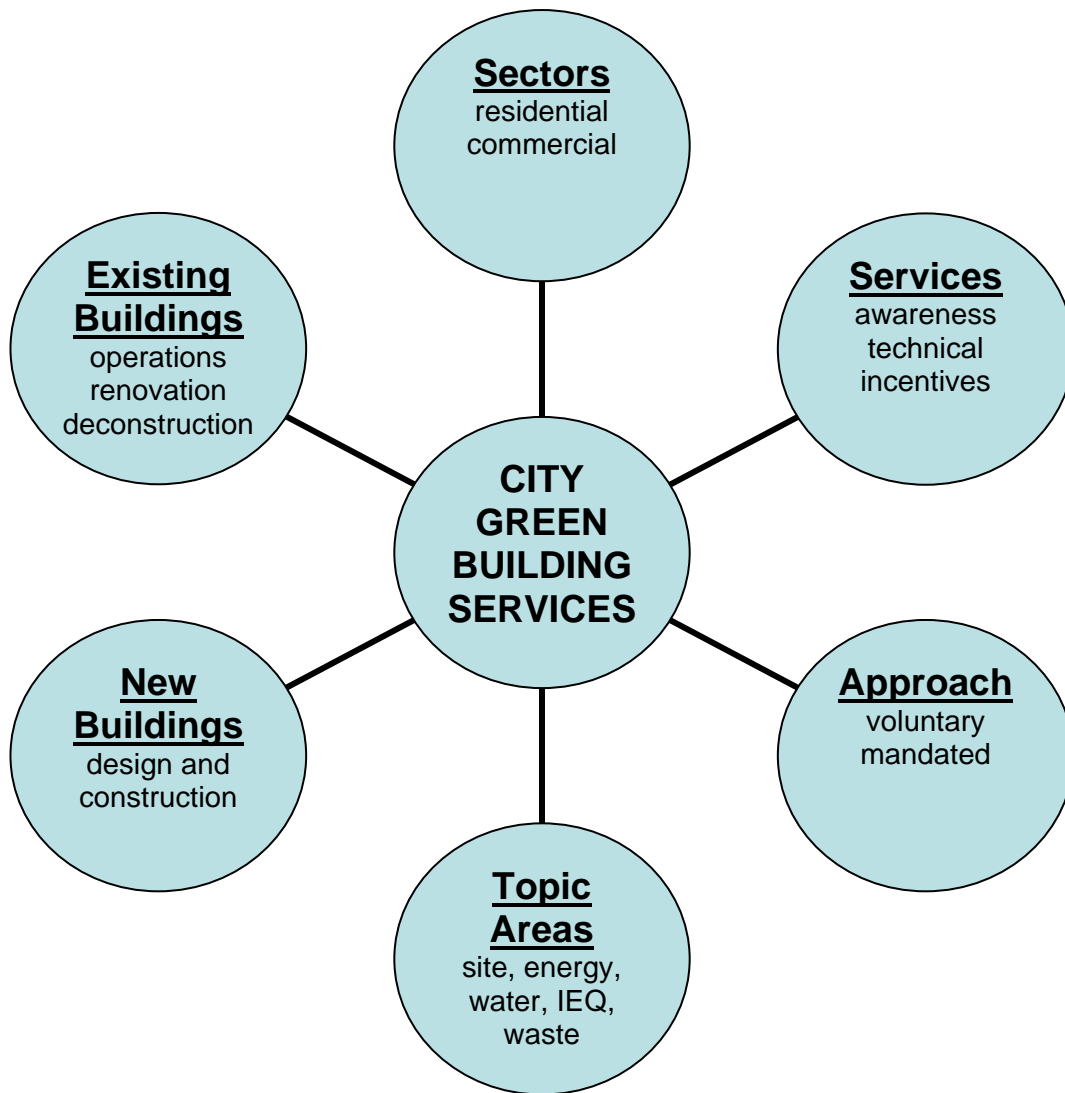 Sectors
residential
commercial
Existing
Buildings
operations
renovation
deconstruction
Services
awareness
technical
incentives
CITY
GREEN
BUILDING
SERVICES
New
Buildings
design and
construction
Approach
voluntary
mandated
Topic
Areas
site, energy,
water, IEQ,
waste